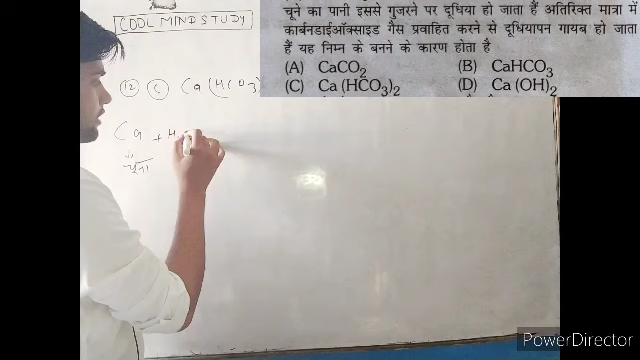 COOL MIND STUDY
चूने का पानी इससे गुजरने पर दूधिया हो जाता हैं अतिरिक्त मात्रा में
कार्बनडाईऑक्साइड गैस प्रवाहित करने से दूधियापन गायब हो जाता
हैं यह निम्न के बनने के कारण होता है
(A) CaCO2 (B) CaHCO3
(C) Ca (HCO3)2 (D) Ca (OH)2
12 C Ca (HCO3)
Ca + H
चूना
PowerDirector